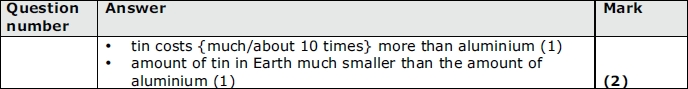 Question number Answer Mark
• tin costs {much/about 10 times} more than aluminium (1)
• amount of tin in Earth much smaller than the amount of
aluminium (1) (2)